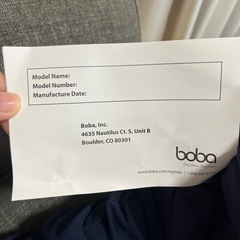 Model Name:
Model Number:
Manufacture Date:
Boba, Inc.
4635 Nautilus Ct. S. Unit B
Boulder, CO 80301
boba
www.boba.com/register |